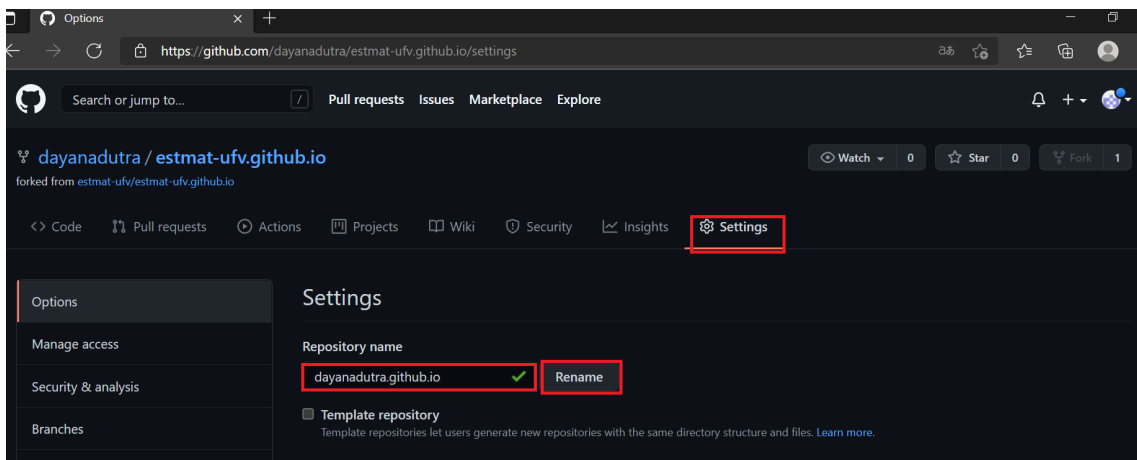 Options
https://github.com/dayanadutra/estmat-ufv.github.io/settings
Search or jump to... / Pull requests Issues Marketplace Explore
dayanadutra / estmat-ufv.github.io
Watch 0 Star 0 Fork 1
forked from estmat-ufv/estmat-ufv.github.io
<> Code Pull requests Actions Projects Wiki Security Insights Settings
Options
Manage access
Security & analysis
Branches
Settings
Repository name
dayanadutra.github.io Rename
Template repository
Template repositories let users generate new repositories with the same directory structure and files. Learn more.